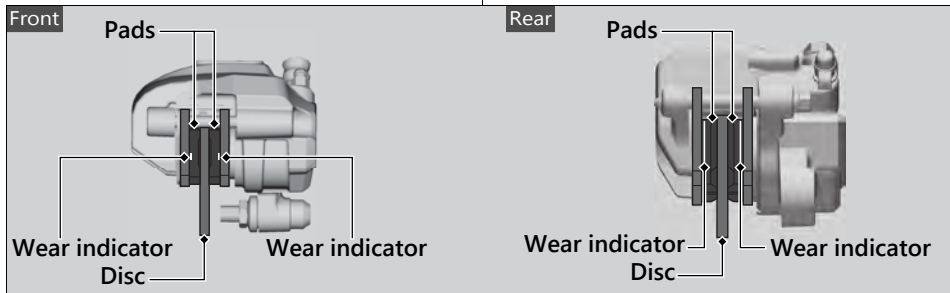 Front
Pads
Wear indicator
Wear indicator
Disc
Rear
Pads
Wear indicator
Wear indicator
Disc